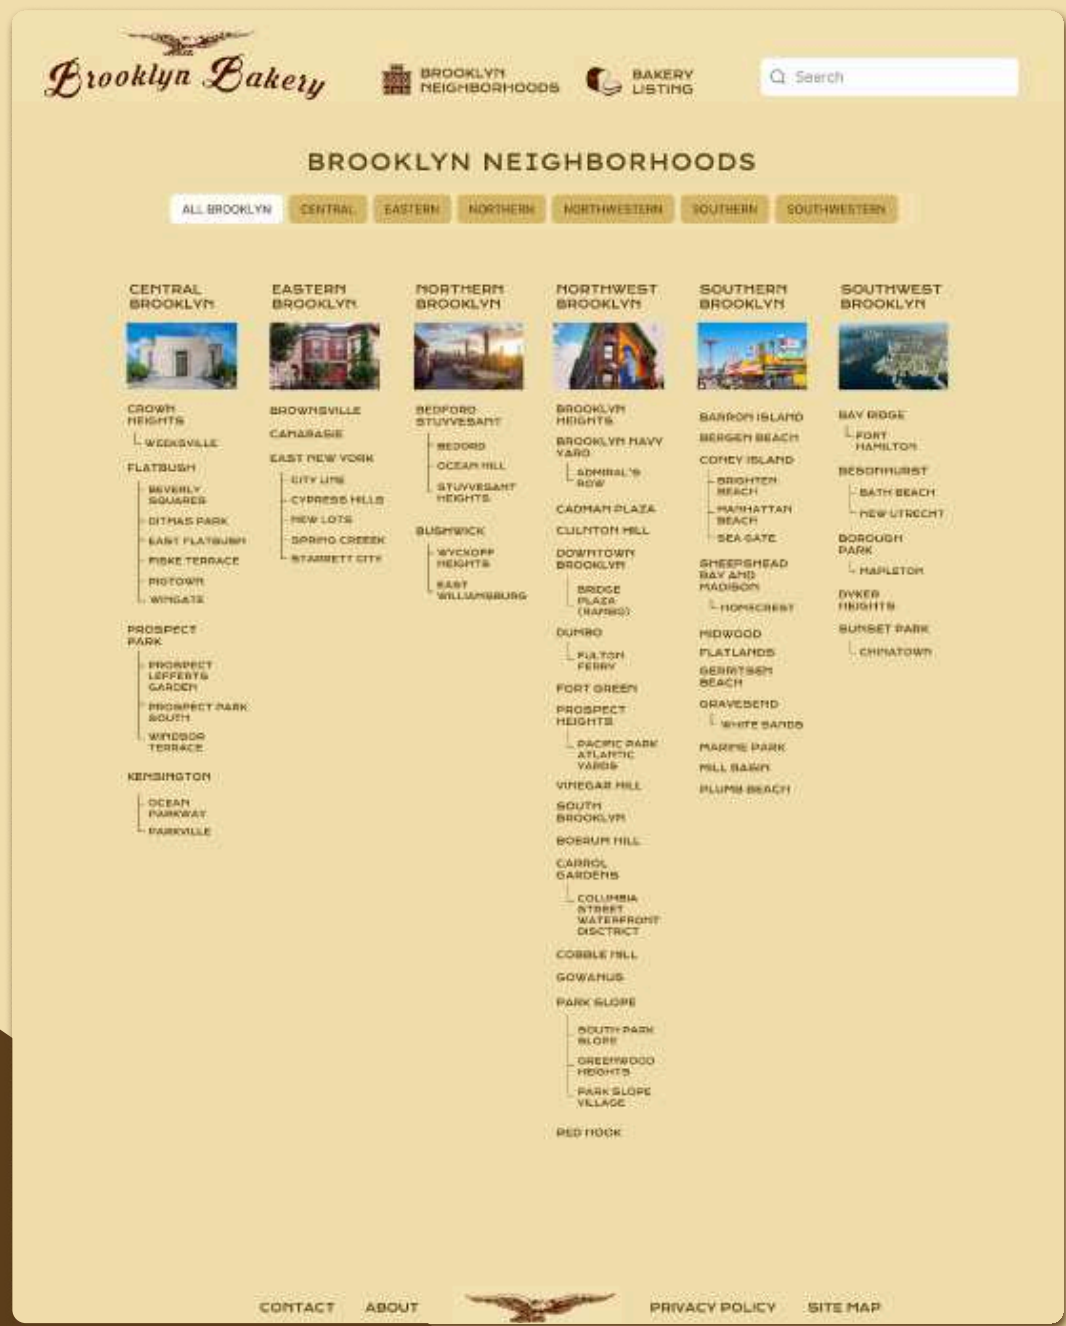 Brooklyn Bakery
BROOKLYN
NEIGHBORHOODS
BAKERY
LISTING
Search
BROOKLYN NEIGHBORHOODS
ALL BROOKLYN
CENTRAL
EASTERN
NORTHERN
NORTHWESTERN
SOUTHERN
SOUTHWESTERN
CENTRAL
BROOKLYN
CROWN
HEIGHTS
WEEKSVILLE
FLATBUSH
BEVERLY
SQUARES
DITMAS PARK
EAST FLATBUSH
FISKE TERRACE
PIGTOWN
WINGATE
PROSPECT
PARK
PROSPECT
LEFFERTS
GARDEN
PROSPECT PARK
SOUTH
WINDSOR
TERRACE
KENSINGTON
OCEAN
PARKWAY
PARKVILLE
EASTERN
BROOKLYN
BROWNSVILLE
CANARASIE
EAST NEW YORK
CITY LINE
CYPRESS HILLS
NEW LOTS
SPRING CREEEK
STARRETT CITY
NORTHERN
BROOKLYN
BEDFORD
STUYVESANT
BEDORD
OCEAN HILL
STUYVESANT
HEIGHTS
BUSHWICK
WYCKOFF
HEIGHTS
EAST
WILLIAMSBURG
NORTHWEST
BROOKLYN
BROOKLYN
HEIGHTS
BROOKLYN NAVY
YARD
ADMIRAL'S
ROW
CADMAN PLAZA
CULNTON HILL
DOWNTOWN
BROOKLYN
BRIDGE
PLAZA
(RAMBO)
DUMBO
FULTON
FERRY
FORT GREEN
PROSPECT
HEIGHTS
PACIFIC PARK
ATLANTIC
YARDS
VINEGAR HILL
SOUTH
BROOKLYN
BOERUM HILL
CARROL
GARDENS
COLUMBIA
STREET
WATERFRONT
DISCTRICT
COBBLE HILL
GOWANUS
PARK SLOPE
SOUTH PARK
SLOPE
GREENWOOD
HEIGHTS
PARK SLOPE
VILLAGE
RED HOOK
SOUTHERN
BROOKLYN
BARRON ISLAND
BERGEN BEACH
CONEY ISLAND
BRIGHTEN
BEACH
MANHATTAN
BEACH
SEA GATE
SHEEPSHEAD
BAY AND
MADISON
HOMECREST
MIDWOOD
FLATLANDS
GERRITSEN
BEACH
GRAVESEND
WHITE SANDS
MARINE PARK
MILL BASIN
PLUMB BEACH
SOUTHWEST
BROOKLYN
BAY RIDGE
FORT
HAMILTON
BESONHURST
BATH BEACH
NEW UTRECHT
BOROUGH
PARK
MAPLETON
DYKER
HEIGHTS
SUNSET PARK
CHINATOWN
CONTACT
ABOUT
PRIVACY POLICY
SITE MAP